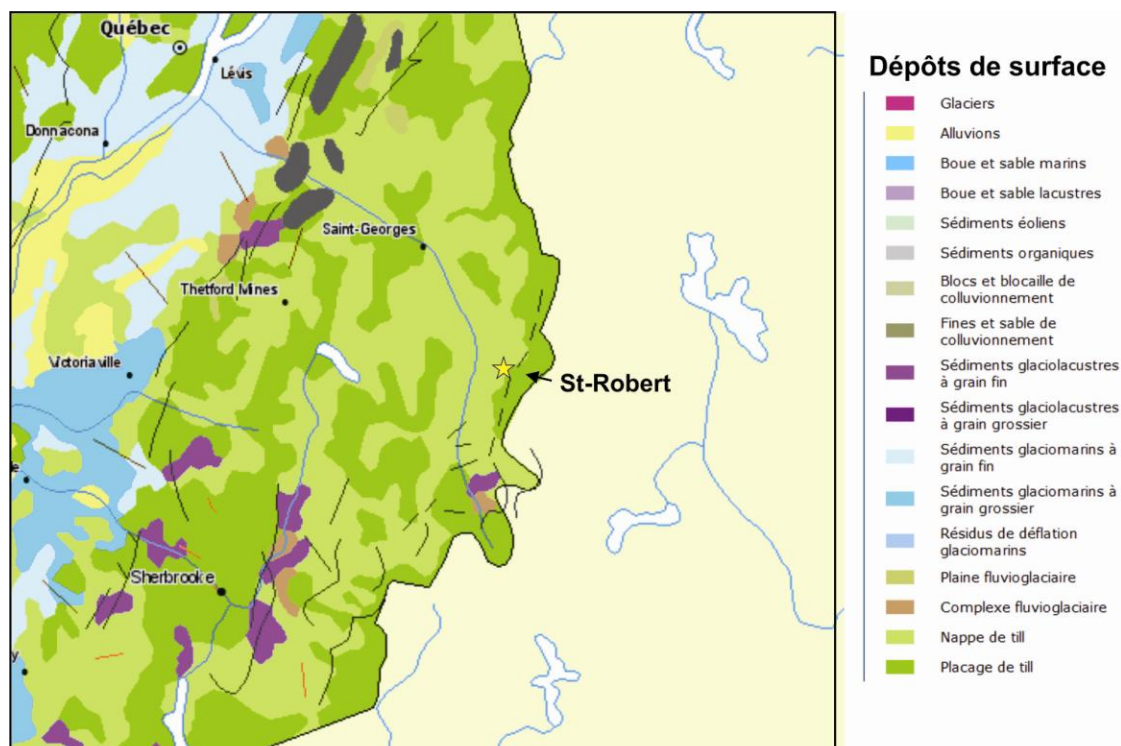 Québec
Lévis
Donnacona
Saint-Georges
Thetford Mines
Victoriaville
St-Robert
Sherbrooke
Dépôts de surface
Glaciers
Alluvions
Boue et sable marins
Boue et sable lacustres
Sédiments éoliens
Sédiments organiques
Blocs et blocaille de
colluvionnement
Fines et sable de
colluvionnement
Sédiments glaciolacustres
à grain fin
Sédiments glaciolacustres
à grain grossier
Sédiments glaciomarins à
grain fin
Sédiments glaciomarins à
grain grossier
Résidus de déflation
glaciomarins
Plaine fluvioglaciaire
Complexe fluvioglaciaire
Nappe de till
Placage de till